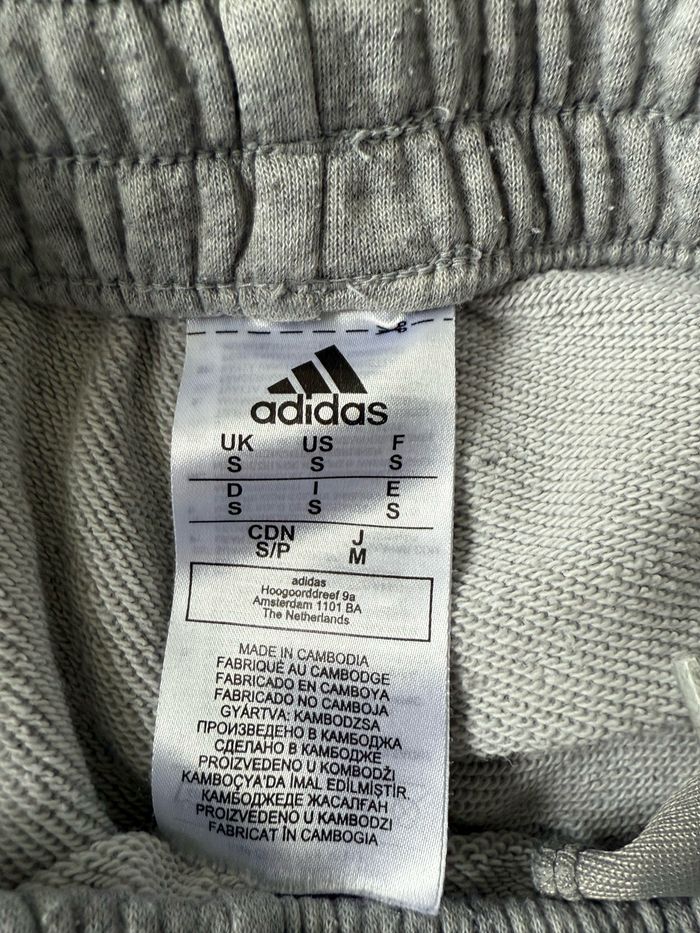 adidas
UK US F
S S S
D I E
S S S
CDN J
S/P M
adidas
Hoogoorddreef 9a
Amsterdam 1101 BA
The Netherlands
MADE IN CAMBODIA
FABRIQUÉ AU CAMBODGE
FABRICADO EN CAMBOYA
FABRICADO NO CAMBOJA
GYÁRTVA: KAMBODZSA
ПРОИЗВЕДЕНО В КАМБОДЖА
СДЕЛАНО В КАМБОДЖЕ
PROIZVEDENO U KOMBODŽI
KAMBOÇYA'DA İMAL EDİLMİŞTİR.
КАМБОДЖЕДЕ ЖАСАЛҒАН
PROIZVEDENO U KAMBODZI
FABRICAT ÎN CAMBOGIA